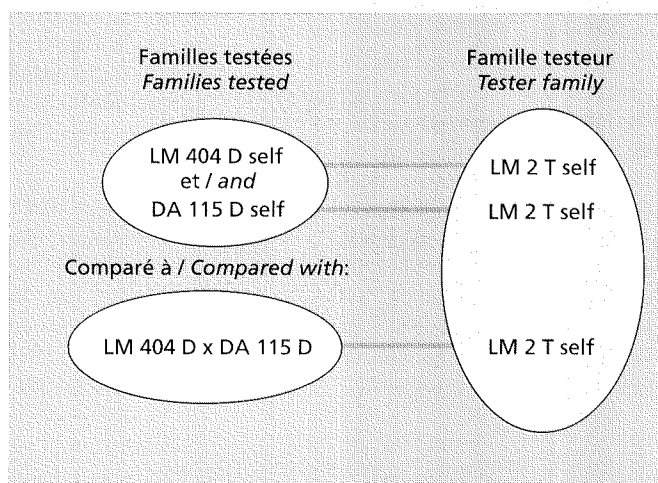 Familles testées
Families tested
Famille testeur
Tester family
LM 404 D self
et / and
DA 115 D self
LM 2 T self
LM 2 T self
Comparé à / Compared with:
LM 404 D x DA 115 D
LM 2 T self